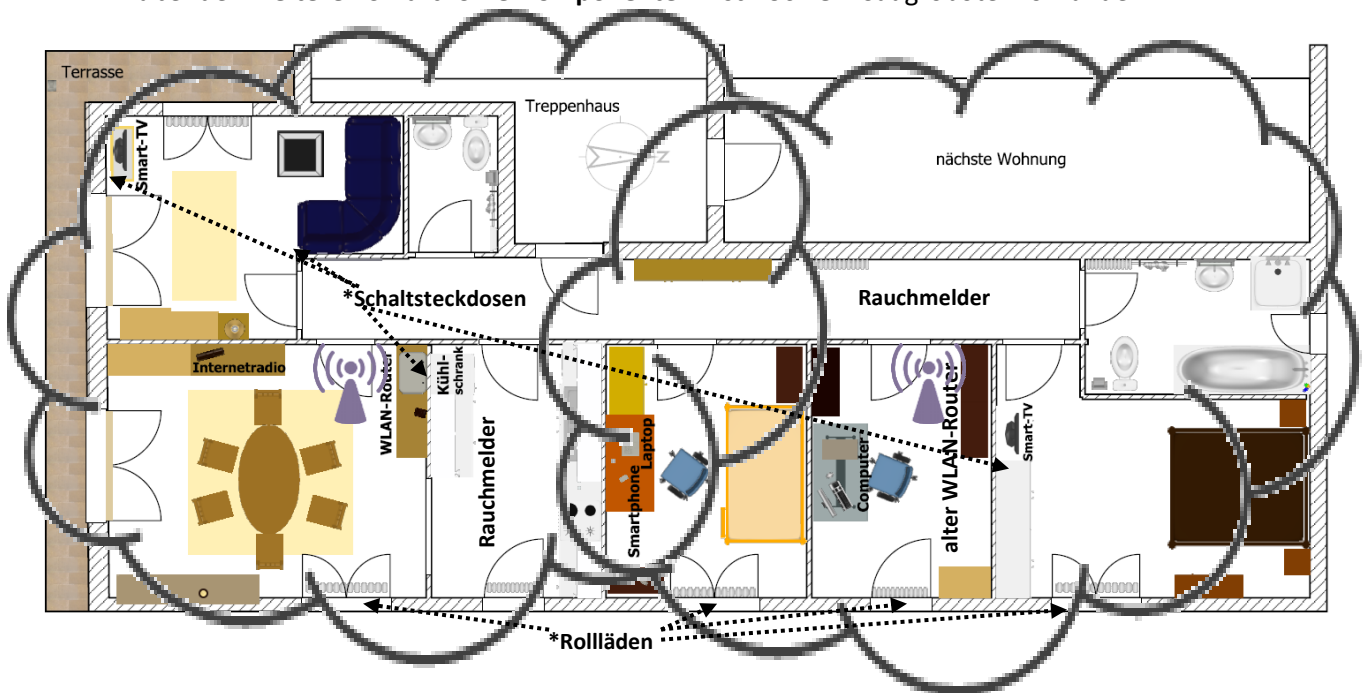 Terrasse
Treppenhaus
nächste Wohnung
Smart-TV
*Schaltsteckdosen
Rauchmelder
Internetradio
WLAN-Router
Kühl-
schrank
Rauchmelder
Smartphone
Laptop
Computer
alter WLAN-Router
Smart-TV
*Rollläden